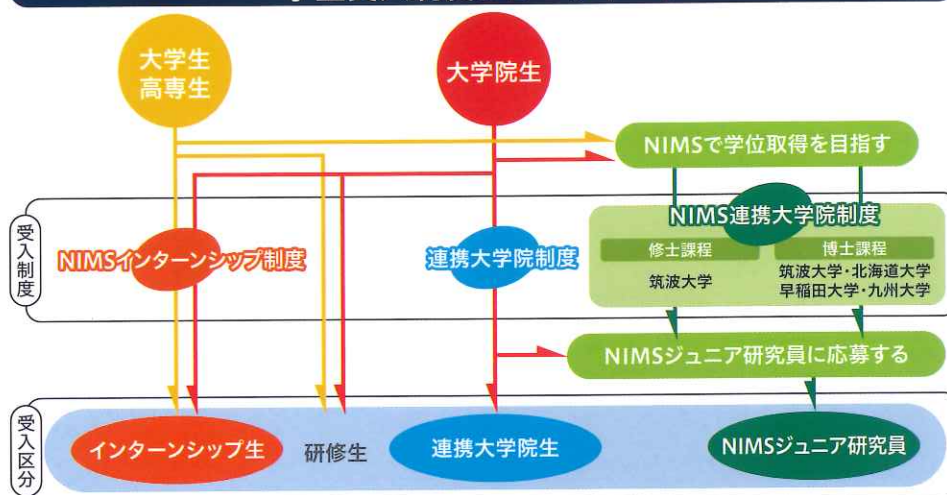 大学生
高専生
大学院生
NIMSで学位取得を目指す
受入制度
NIMSインターンシップ制度
連携大学院制度
NIMS連携大学院制度
修士課程
博士課程
筑波大学
筑波大学・北海道大学
早稲田大学・九州大学
NIMSジュニア研究員に応募する
受入区分
インターンシップ生
研修生
連携大学院生
NIMSジュニア研究員